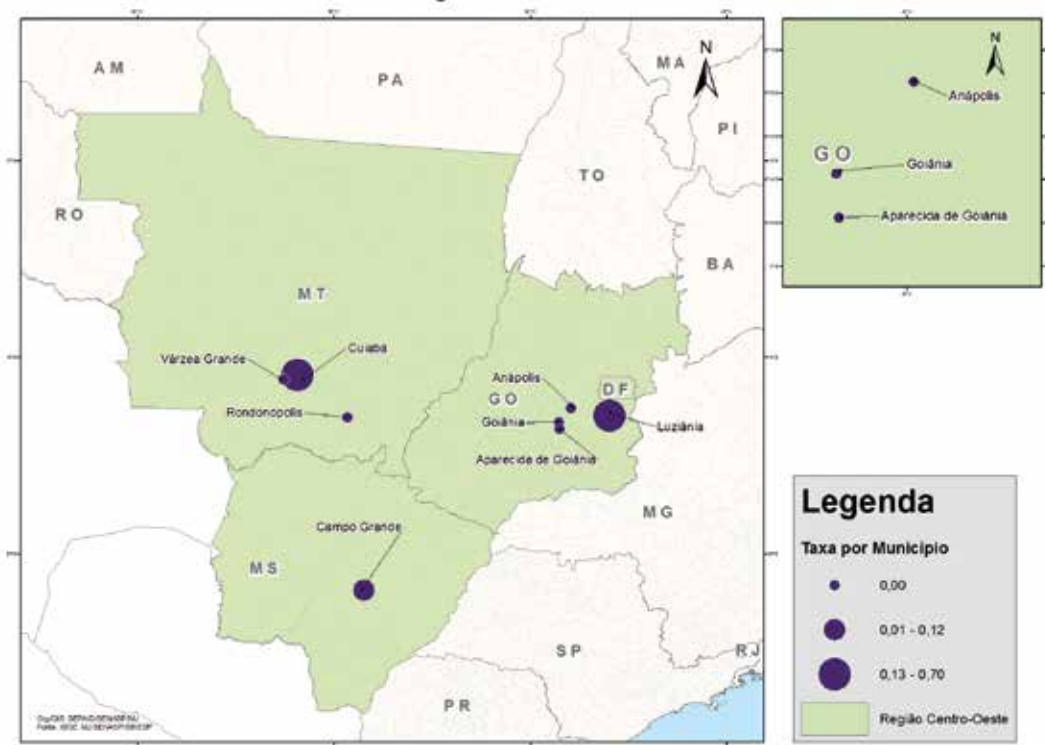 AM
PA
MA
PI
TO
RO
BA
MT
Várzea Grande
Cuiabá
Rondonopolis
Anápolis
GO
DF
Goiânia
Luziânia
Aparecida de Goiânia
MG
Campo Grande
MS
SP
RJ
PR
N
N
Anápolis
GO
Goiânia
Aparecida de Goiânia
Legenda
Taxa por Município
0,00
0,01 - 0,12
0,13 - 0,70
Região Centro-Oeste